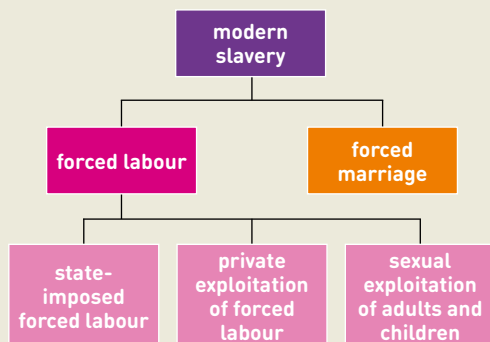 modern
slavery
forced labour
forced
marriage
state-
imposed
forced labour
private
exploitation
of forced
labour
sexual
exploitation
of adults and
children